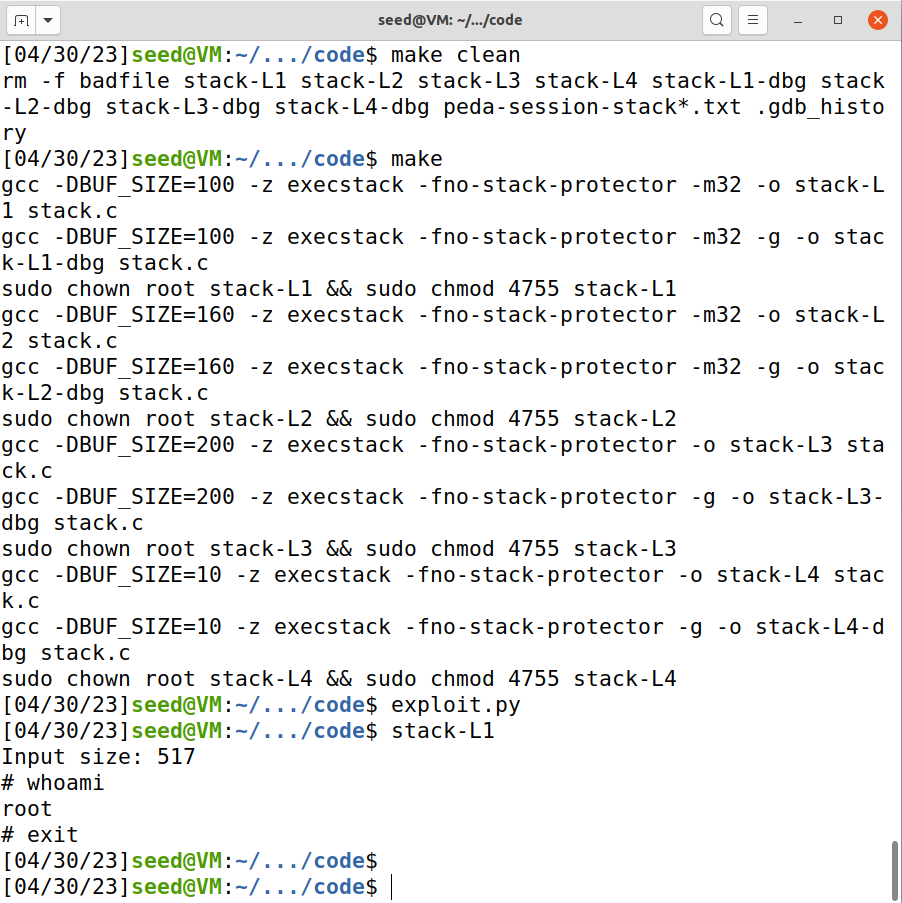 seed@VM: ~/.../code
[04/30/23]seed@VM:~/.../code$ make clean
rm -f badfile stack-L1 stack-L2 stack-L3 stack-L4 stack-L1-dbg stack
-L2-dbg stack-L3-dbg stack-L4-dbg peda-session-stack*.txt .gdb_histo
ry
[04/30/23]seed@VM:~/.../code$ make
gcc -DBUF_SIZE=100 -z execstack -fno-stack-protector -m32 -o stack-L
1 stack.c
gcc -DBUF_SIZE=100 -z execstack -fno-stack-protector -m32 -g -o stac
k-L1-dbg stack.c
sudo chown root stack-L1 && sudo chmod 4755 stack-L1
gcc -DBUF_SIZE=160 -z execstack -fno-stack-protector -m32 -o stack-L
2 stack.c
gcc -DBUF_SIZE=160 -z execstack -fno-stack-protector -m32 -g -o stac
k-L2-dbg stack.c
sudo chown root stack-L2 && sudo chmod 4755 stack-L2
gcc -DBUF_SIZE=200 -z execstack -fno-stack-protector -o stack-L3 sta
ck.c
gcc -DBUF_SIZE=200 -z execstack -fno-stack-protector -g -o stack-L3-
dbg stack.c
sudo chown root stack-L3 && sudo chmod 4755 stack-L3
gcc -DBUF_SIZE=10 -z execstack -fno-stack-protector -o stack-L4 stac
k.c
gcc -DBUF_SIZE=10 -z execstack -fno-stack-protector -g -o stack-L4-d
bg stack.c
sudo chown root stack-L4 && sudo chmod 4755 stack-L4
[04/30/23]seed@VM:~/.../code$ exploit.py
[04/30/23]seed@VM:~/.../code$ stack-L1
Input size: 517
# whoami
root
# exit
[04/30/23]seed@VM:~/.../code$
[04/30/23]seed@VM:~/.../code$